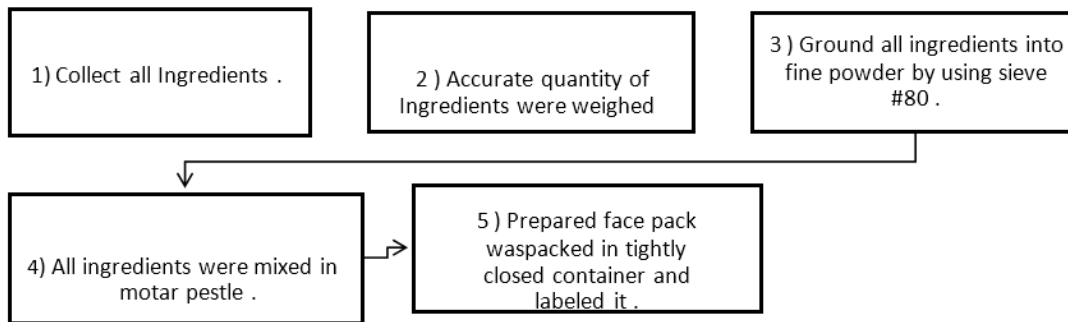 1) Collect all Ingredients .
2 ) Accurate quantity of
Ingredients were weighed
3 ) Ground all ingredients into
fine powder by using sieve
#80 .
4) All ingredients were mixed in
motar pestle .
5 ) Prepared face pack
waspacked in tightly
closed container and
labeled it .